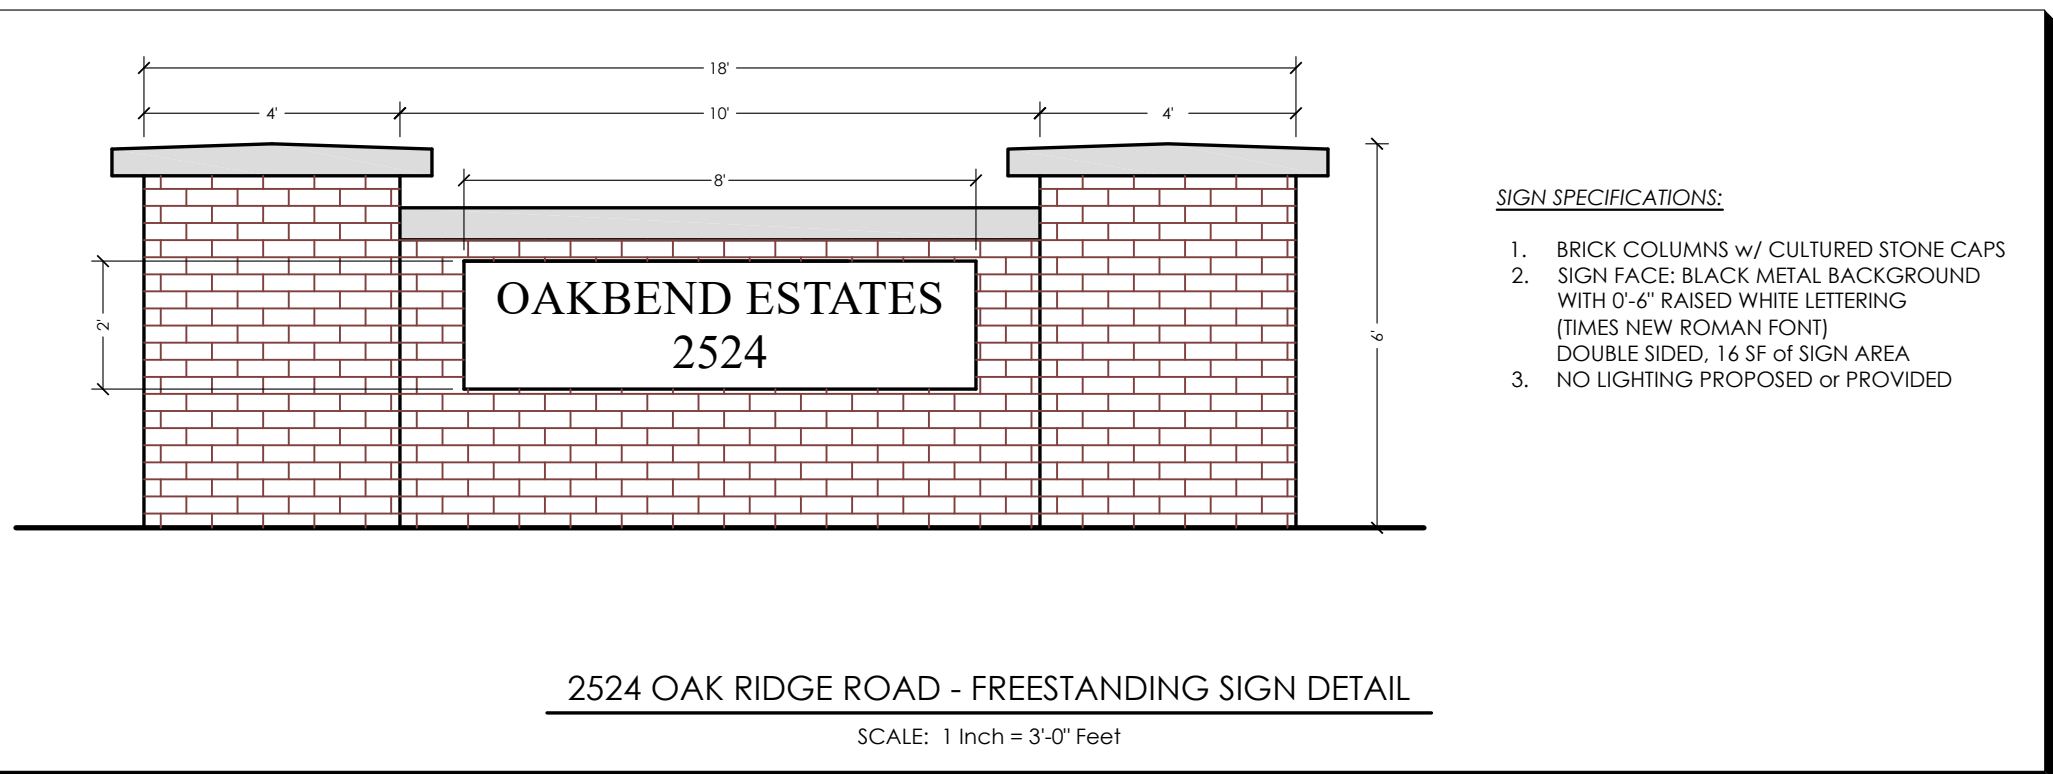 18'
4'
10'
4'
8'
2'
6'
OAKBEND ESTATES
2524
SIGN SPECIFICATIONS:
1. BRICK COLUMNS w/ CULTURED STONE CAPS
2. SIGN FACE: BLACK METAL BACKGROUND
WITH 0'-6" RAISED WHITE LETTERING
(TIMES NEW ROMAN FONT)
DOUBLE SIDED, 16 SF of SIGN AREA
3. NO LIGHTING PROPOSED or PROVIDED
2524 OAK RIDGE ROAD - FREESTANDING SIGN DETAIL
SCALE: 1 Inch = 3'-0" Feet